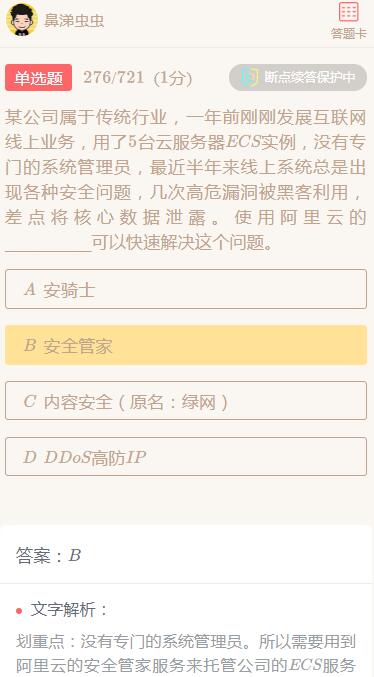 鼻涕虫虫
答题卡
单选题 276/721 (1分) 断点续答保护中
某公司属于传统行业，一年前刚刚发展互联网
线上业务，用了5台云服务器ECS实例，没有专
门的系统管理员，最近半年来线上系统总是出
现各种安全问题，几次高危漏洞被黑客利用，
差点将核心数据泄露。使用阿里云的
__________可以快速解决这个问题。
A 安骑士
B 安全管家
C 内容安全（原名：绿网）
D DDoS高防IP
答案：B
文字解析：
划重点：没有专门的系统管理员。所以需要用到
阿里云的安全管家服务来托管公司的ECS服务